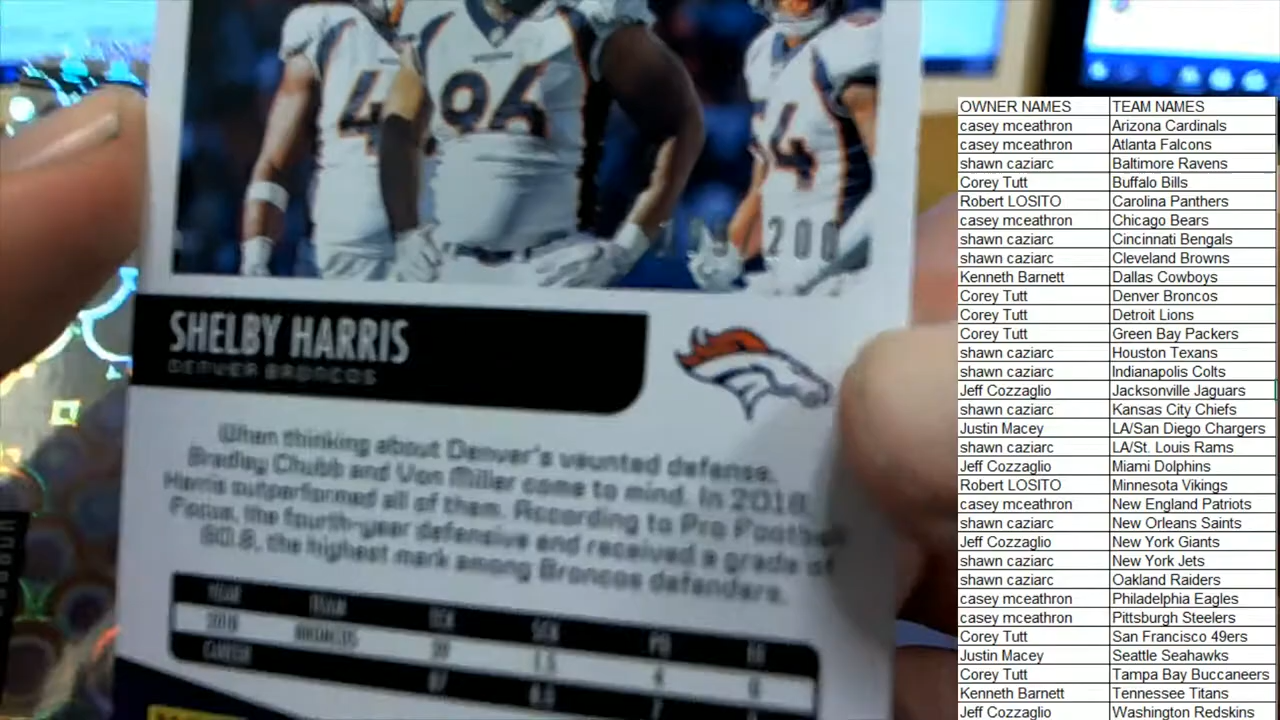 4
96
54
200
SHELBY HARRIS
DENVER BRONCOS
When thinking about Denver's vaunted defense,
Bradley Chubb and Von Miller come to mind. In 2018,
Harris outperformed all of them. According to Pro Football
Focus, the fourth-year defensive end received a grade of
90.8, the highest mark among Broncos defenders.
YEAR TEAM
2018 BRONCOS
CAREER
OWNER NAMES TEAM NAMES
casey mceathron Arizona Cardinals
casey mceathron Atlanta Falcons
shawn caziarc Baltimore Ravens
Corey Tutt Buffalo Bills
Robert LOSITO Carolina Panthers
casey mceathron Chicago Bears
shawn caziarc Cincinnati Bengals
shawn caziarc Cleveland Browns
Kenneth Barnett Dallas Cowboys
Corey Tutt Denver Broncos
Corey Tutt Detroit Lions
Corey Tutt Green Bay Packers
shawn caziarc Houston Texans
shawn caziarc Indianapolis Colts
Jeff Cozzaglio Jacksonville Jaguars
shawn caziarc Kansas City Chiefs
Justin Macey LA/San Diego Chargers
shawn caziarc LA/St. Louis Rams
Jeff Cozzaglio Miami Dolphins
Robert LOSITO Minnesota Vikings
casey mceathron New England Patriots
shawn caziarc New Orleans Saints
Jeff Cozzaglio New York Giants
shawn caziarc New York Jets
shawn caziarc Oakland Raiders
casey mceathron Philadelphia Eagles
casey mceathron Pittsburgh Steelers
Corey Tutt San Francisco 49ers
Justin Macey Seattle Seahawks
Corey Tutt Tampa Bay Buccaneers
Kenneth Barnett Tennessee Titans
Jeff Cozzaglio Washington Redskins